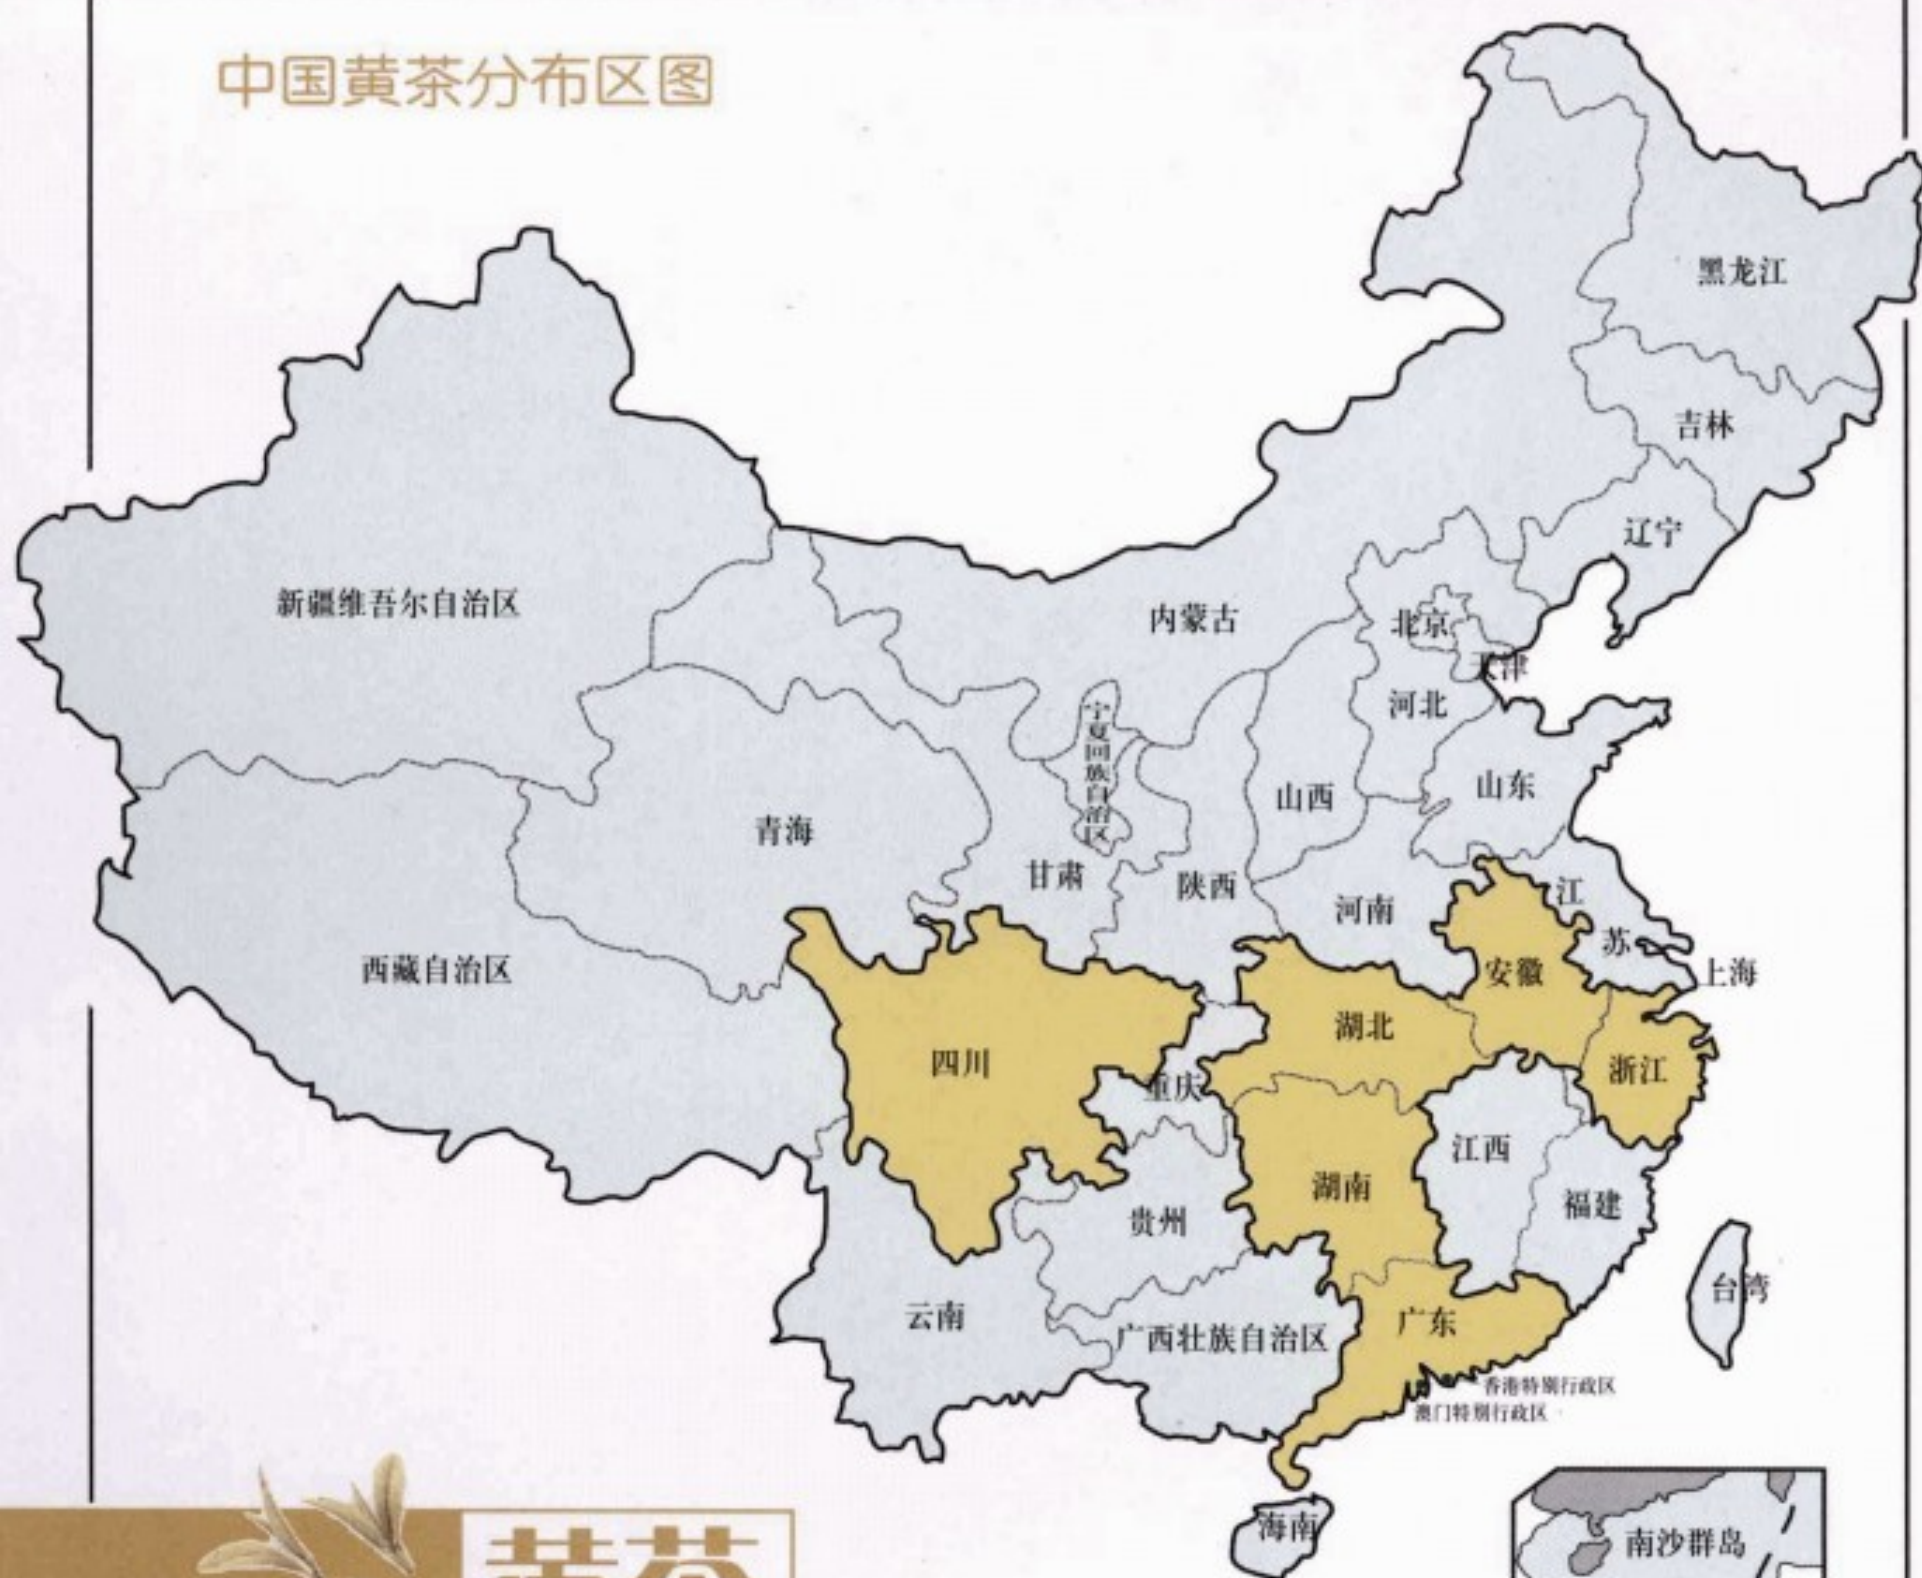 中国黄茶分布区图
黑龙江
吉林
辽宁
新疆维吾尔自治区
内蒙古
北京
天津
河北
宁夏回族自治区
山西
山东
青海
甘肃
陕西
河南
江苏
西藏自治区
安徽
上海
四川
湖北
浙江
重庆
江西
湖南
福建
贵州
台湾
云南
广西壮族自治区
广东
香港特别行政区
澳门特别行政区
海南
南沙群岛